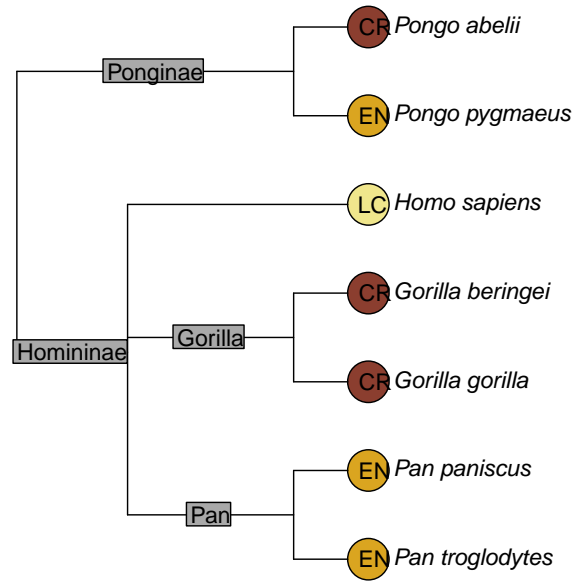 CR Pongo abelii
Ponginae
EN Pongo pygmaeus
LC Homo sapiens
CR Gorilla beringei
Gorilla
Homininae
CR Gorilla gorilla
EN Pan paniscus
Pan
EN Pan troglodytes